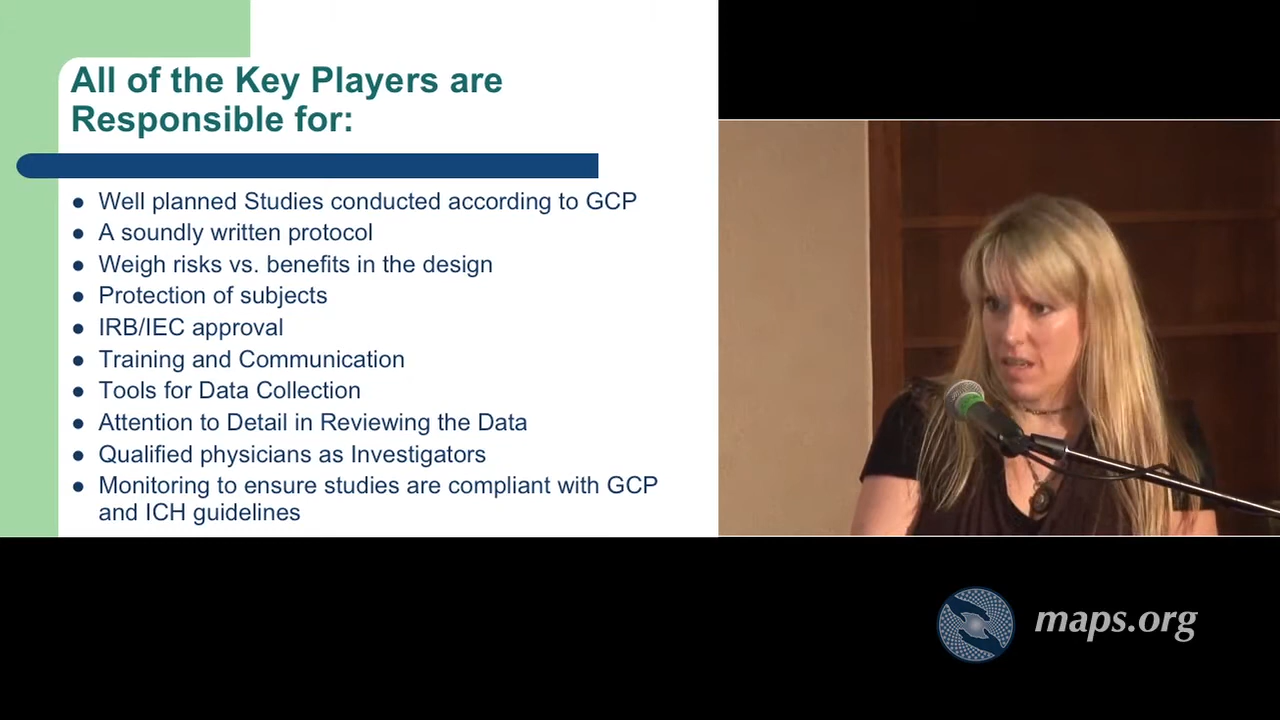 All of the Key Players are
Responsible for:
● Well planned Studies conducted according to GCP
● A soundly written protocol
● Weigh risks vs. benefits in the design
● Protection of subjects
● IRB/IEC approval
● Training and Communication
● Tools for Data Collection
● Attention to Detail in Reviewing the Data
● Qualified physicians as Investigators
● Monitoring to ensure studies are compliant with GCP
and ICH guidelines
maps.org